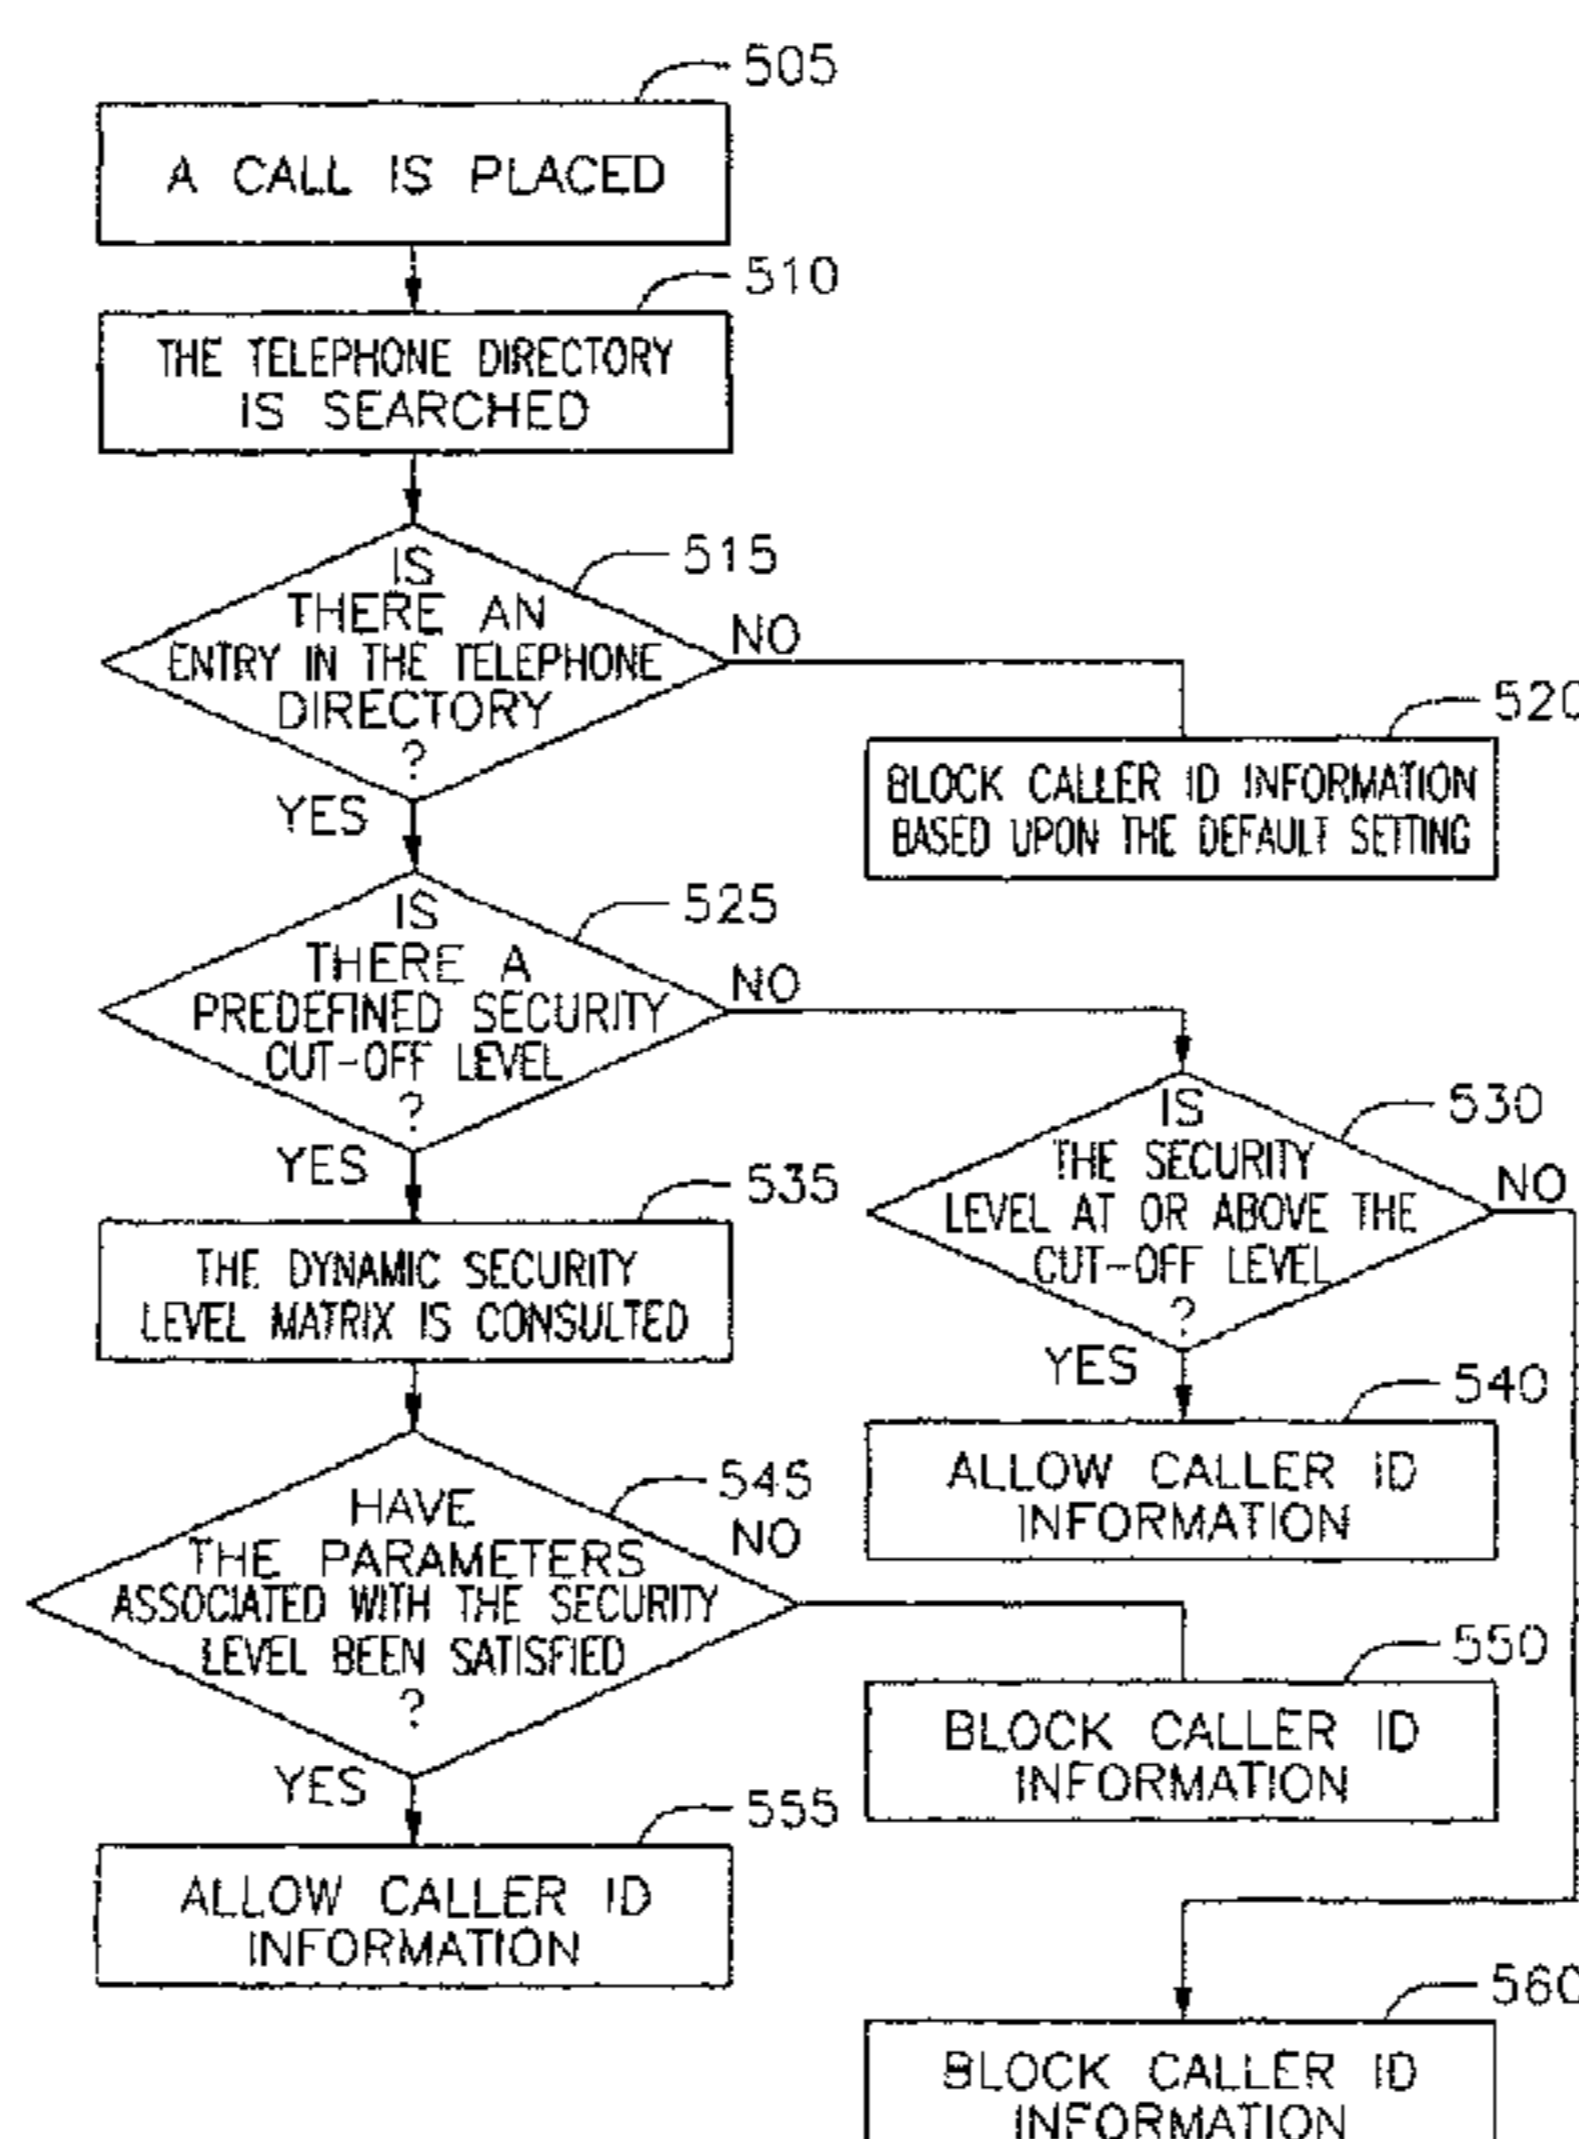 505
A CALL IS PLACED
510
THE TELEPHONE DIRECTORY
IS SEARCHED
515
IS
THERE AN
ENTRY IN THE TELEPHONE
DIRECTORY
?
NO
YES
520
BLOCK CALLER ID INFORMATION
BASED UPON THE DEFAULT SETTING
525
IS
THERE A
PREDEFINED SECURITY
CUT-OFF LEVEL
?
NO
YES
530
IS
THE SECURITY
LEVEL AT OR ABOVE THE
CUT-OFF LEVEL
?
NO
YES
535
THE DYNAMIC SECURITY
LEVEL MATRIX IS CONSULTED
540
ALLOW CALLER ID
INFORMATION
545
HAVE
THE PARAMETERS
ASSOCIATED WITH THE SECURITY
LEVEL BEEN SATISFIED
?
NO
YES
550
BLOCK CALLER ID
INFORMATION
555
ALLOW CALLER ID
INFORMATION
560
BLOCK CALLER ID
INFORMATION